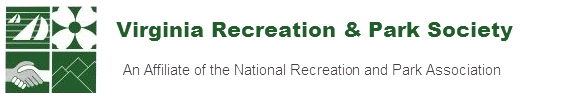 Virginia Recreation & Park Society
An Affiliate of the National Recreation and Park Association